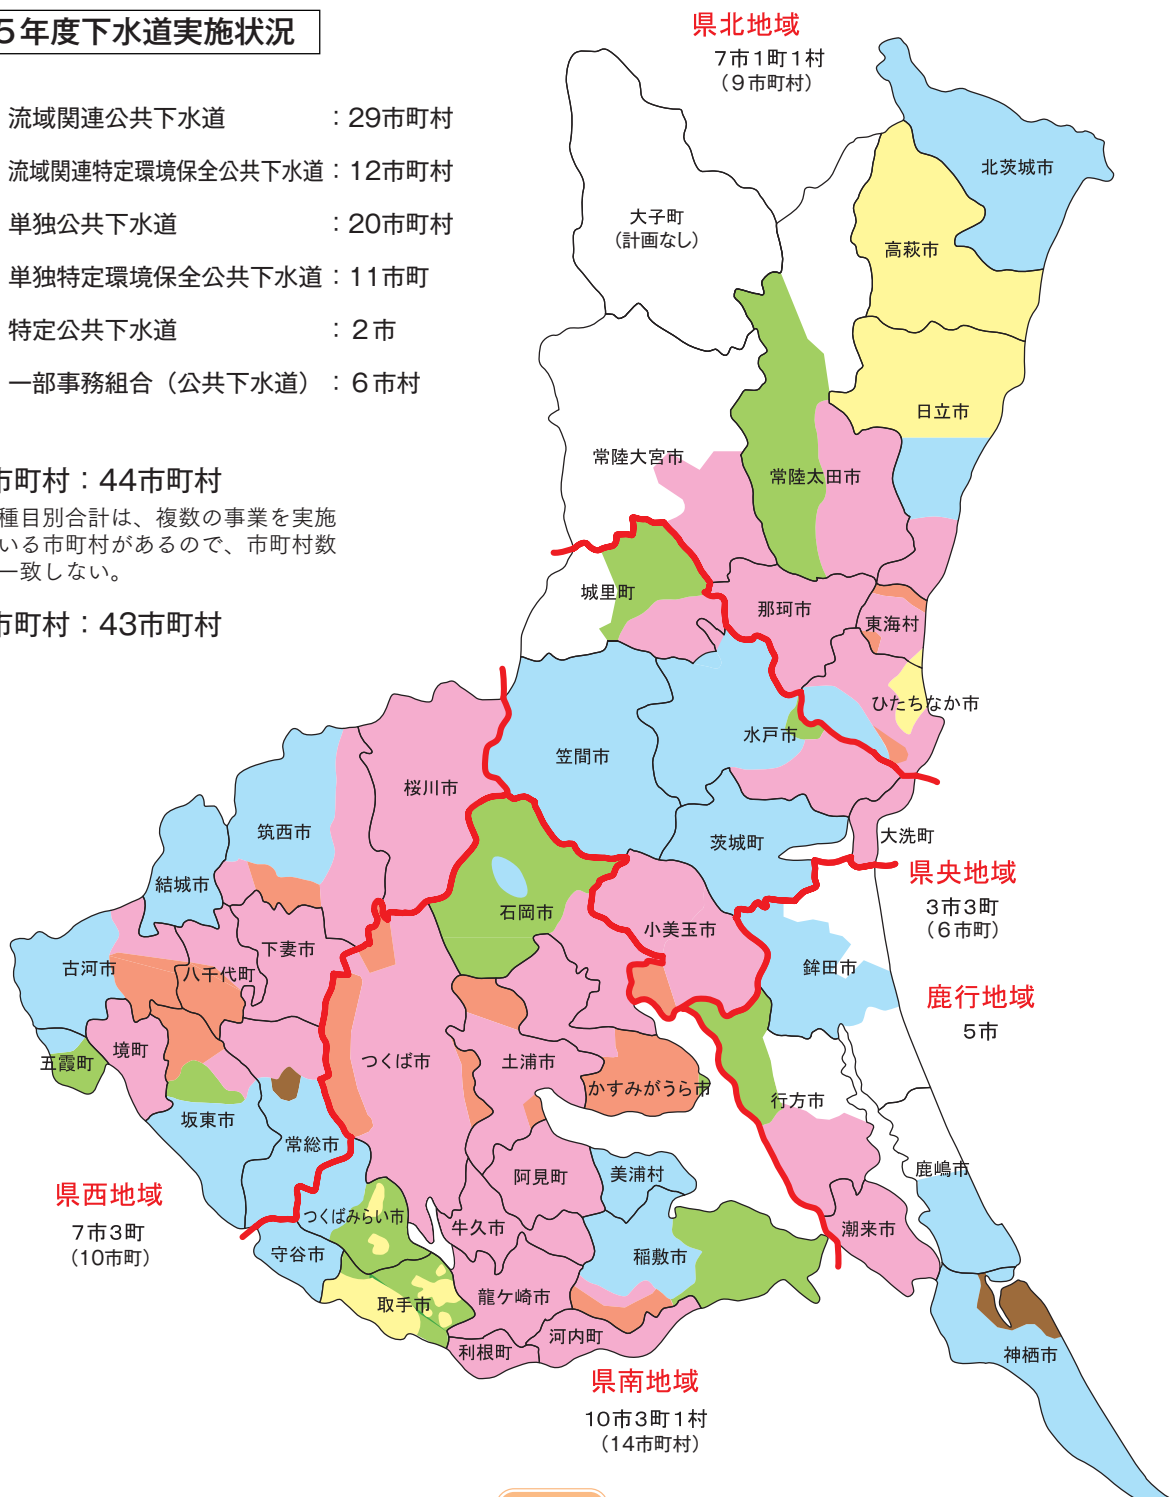 5年度下水道実施状況
流域関連公共下水道 : 29市町村
流域関連特定環境保全公共下水道 : 12市町村
単独公共下水道 : 20市町村
単独特定環境保全公共下水道 : 11市町
特定公共下水道 : 2市
一部事務組合（公共下水道） : 6市村
市町村：44市町村
種目別合計は、複数の事業を実施
いる市町村があるので、市町村数
一致しない。
市町村：43市町村
県北地域
7市1町1村
（9市町村）
北茨城市
大子町
（計画なし）
高萩市
日立市
常陸大宮市
常陸太田市
城里町
那珂市
東海村
ひたちなか市
水戸市
笠間市
桜川市
筑西市
茨城町
大洗町
結城市
県央地域
3市3町
（6市町）
石岡市
小美玉市
下妻市
古河市
八千代町
鉾田市
鹿行地域
5市
五霞町
境町
つくば市
土浦市
かすみがうら市
行方市
坂東市
常総市
阿見町
美浦村
鹿嶋市
県西地域
7市3町
（10市町）
つくばみらい市
牛久市
潮来市
守谷市
稲敷市
取手市
龍ケ崎市
河内町
利根町
神栖市
県南地域
10市3町1村
（14市町村）